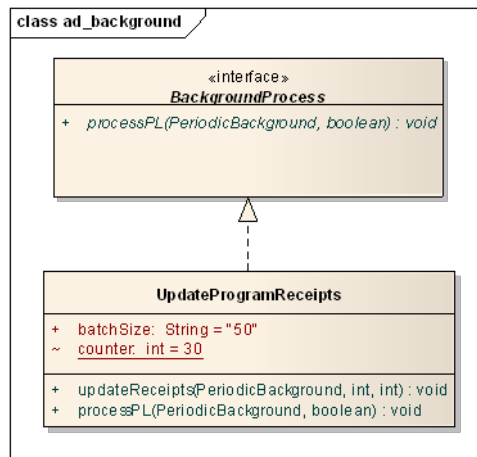 class ad_background
«interface»
BackgroundProcess
+ processPL(PeriodicBackground, boolean) : void
UpdateProgramReceipts
+ batchSize: String = "50"
~ counter: int = 30
+ updateReceipts(PeriodicBackground, int, int) : void
+ processPL(PeriodicBackground, boolean) : void